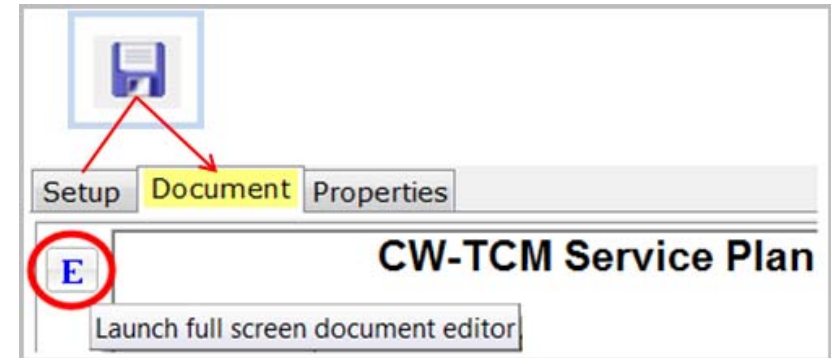 Setup Document Properties
E CW-TCM Service Plan
Launch full screen document editor